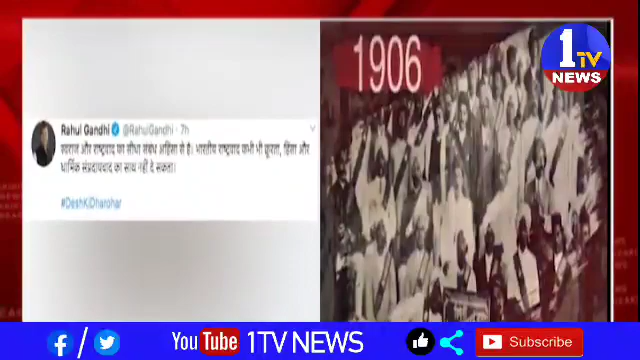 Rahul Gandhi @RahulGandhi · 7h
स्वराज और राष्ट्रवाद का सीधा संबंध अहिंसा से है। भारतीय राष्ट्रवाद कभी भी क्रूरता, हिंसा और
धार्मिक संप्रदायवाद का साथ नहीं दे सकता।
#DeshKiDharohar
1906
1TV
NEWS
f / YouTube 1TV NEWS Subscribe